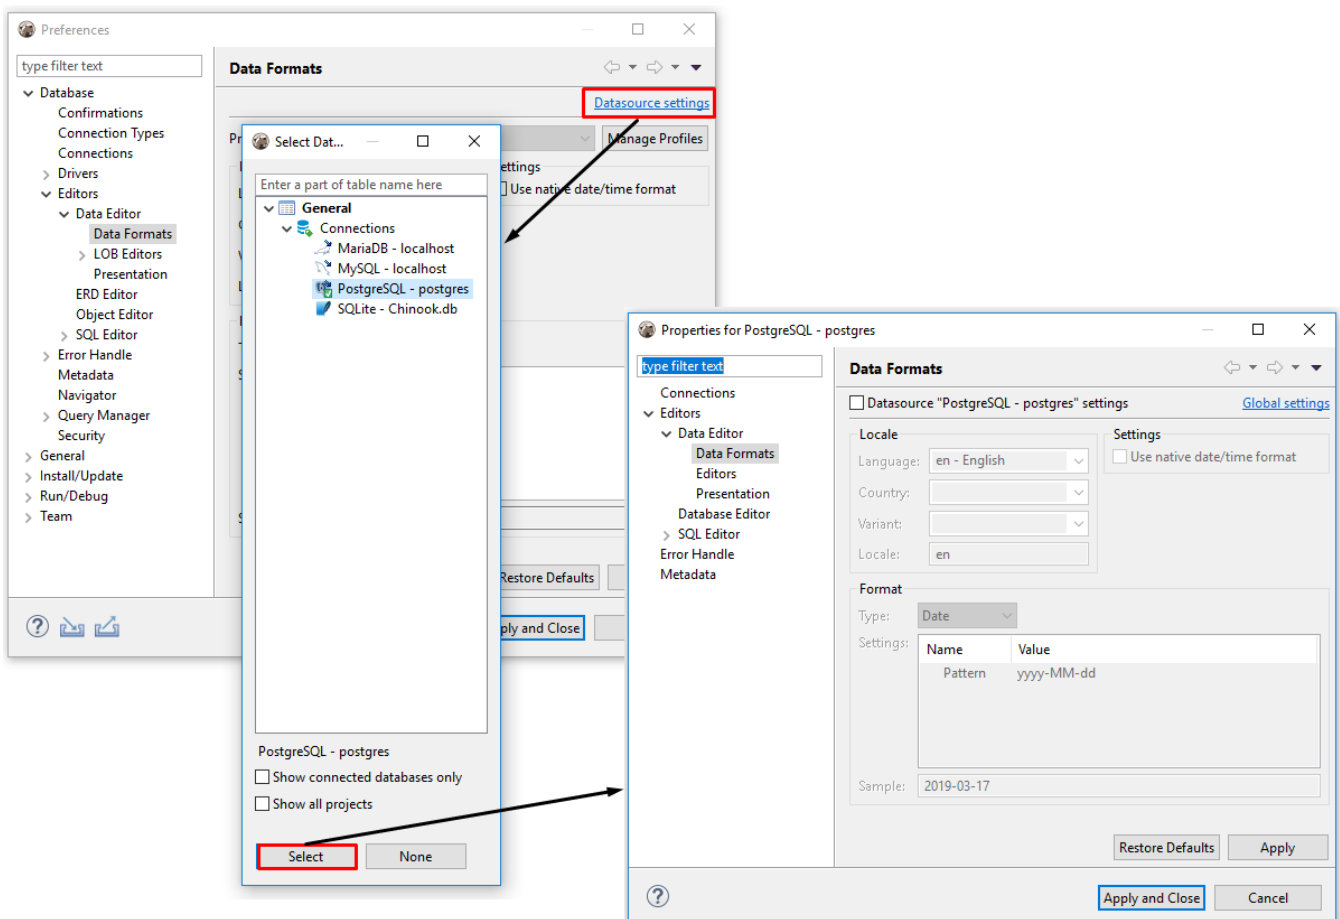 Preferences
type filter text
Database
Confirmations
Connection Types
Connections
Drivers
Editors
Data Editor
Data Formats
LOB Editors
Presentation
ERD Editor
Object Editor
SQL Editor
Error Handle
Metadata
Navigator
Query Manager
Security
General
Install/Update
Run/Debug
Team
Data Formats
Datasource settings
Manage Profiles
Use native date/time format
Restore Defaults
and Close
Select Dat...
Enter a part of table name here
General
Connections
MariaDB - localhost
MySQL - localhost
PostgreSQL - postgres
SQLite - Chinook.db
PostgreSQL - postgres
Show connected databases only
Show all projects
Select None
Properties for PostgreSQL - postgres
type filter text
Connections
Editors
Data Editor
Data Formats
Editors
Presentation
Database Editor
SQL Editor
Error Handle
Metadata
Data Formats
Datasource "PostgreSQL - postgres" settings Global settings
Locale
Language: en - English
Country:
Variant:
Locale: en
Settings
Use native date/time format
Format
Type: Date
Settings:
Name Value
Pattern yyyy-MM-dd
Sample: 2019-03-17
Restore Defaults Apply
Apply and Close Cancel